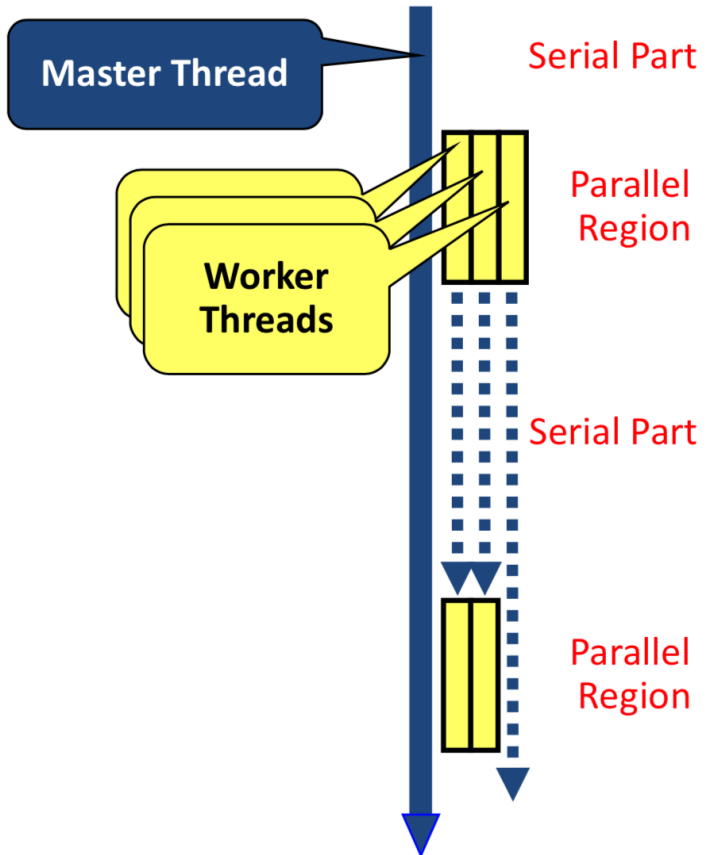 Master Thread
Serial Part
Parallel
Region
Worker
Threads
Serial Part
Parallel
Region